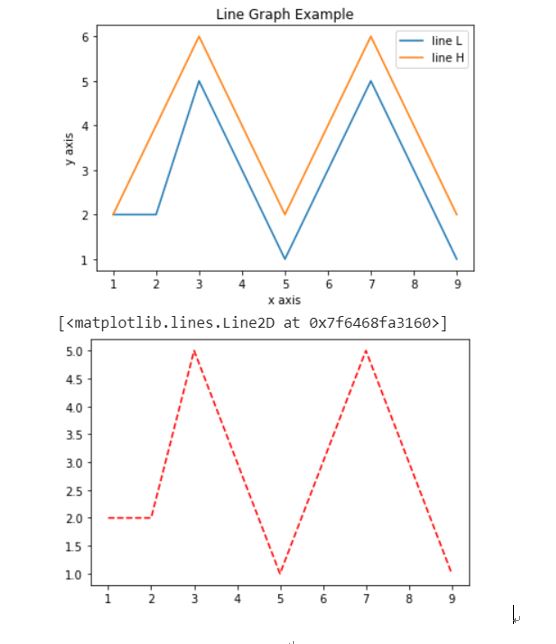 Line Graph Example
6
5
4
3
2
1
y axis
line L
line H
1 2 3 4 5 6 7 8 9
x axis
[<matplotlib.lines.Line2D at 0x7f6468fa3160>]
5.0
4.5
4.0
3.5
3.0
2.5
2.0
1.5
1.0
1 2 3 4 5 6 7 8 9